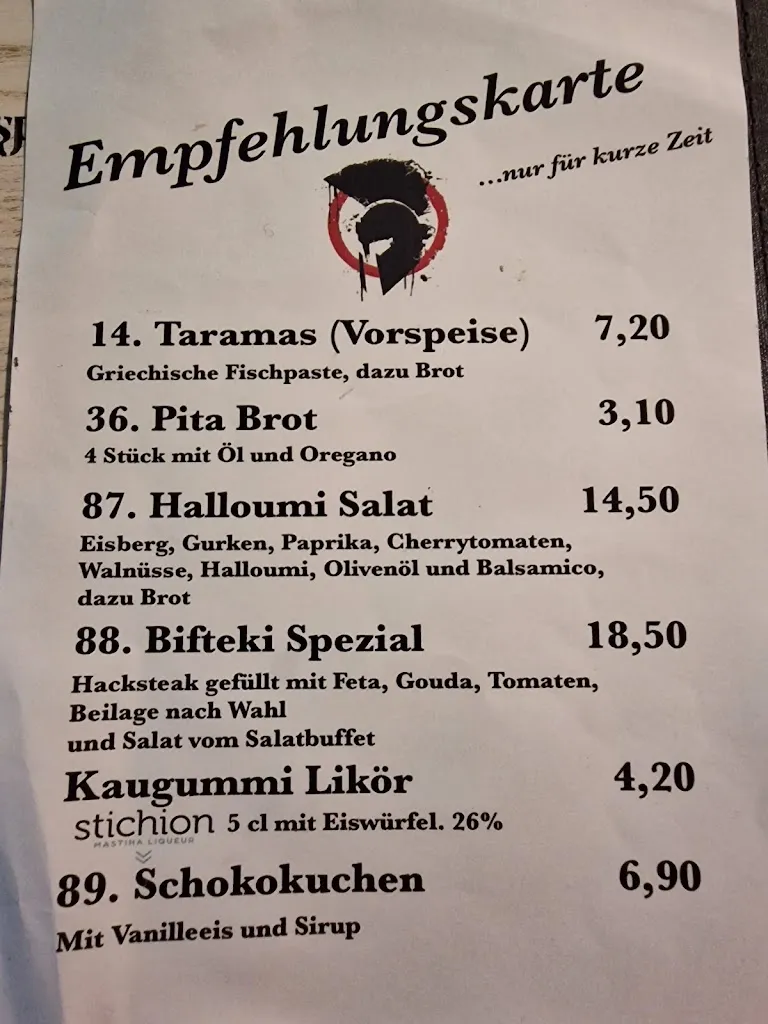 Empfehlungskarte
...nur für kurze Zeit
14. Taramas (Vorspeise) 7,20
Griechische Fischpaste, dazu Brot
36. Pita Brot 3,10
4 Stück mit Öl und Oregano
87. Halloumi Salat 14,50
Eisberg, Gurken, Paprika, Cherrytomaten,
Walnüsse, Halloumi, Olivenöl und Balsamico,
dazu Brot
88. Bifteki Spezial 18,50
Hacksteak gefüllt mit Feta, Gouda, Tomaten,
Beilage nach Wahl
und Salat vom Salatbuffet
Kaugummi Likör 4,20
stichion 5 cl mit Eiswürfel. 26%
MASTIHA LIQUEUR
89. Schokokuchen 6,90
Mit Vanilleeis und Sirup